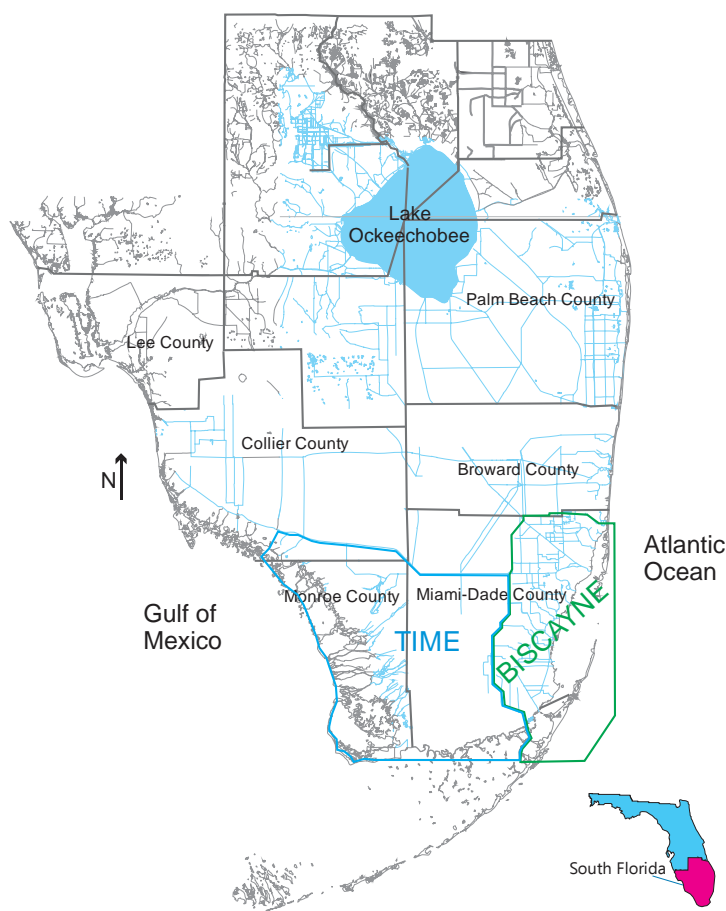 Lake
Ockeechobee
Palm Beach County
Lee County
Collier County
Broward County
N
Atlantic
Ocean
Monroe County
Miami-Dade County
Gulf of
Mexico
TIME
BISCAYNE
South Florida